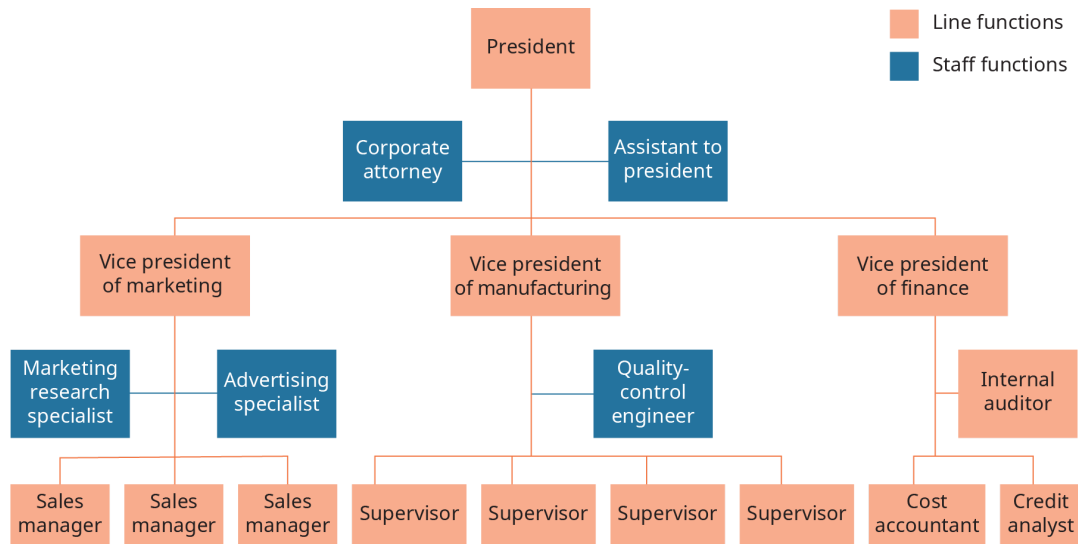 President
Line functions
Staff functions
Corporate
attorney
Assistant to
president
Vice president
of marketing
Vice president
of manufacturing
Vice president
of finance
Marketing
research
specialist
Advertising
specialist
Quality-
control
engineer
Internal
auditor
Sales
manager
Sales
manager
Sales
manager
Supervisor
Supervisor
Supervisor
Supervisor
Cost
accountant
Credit
analyst